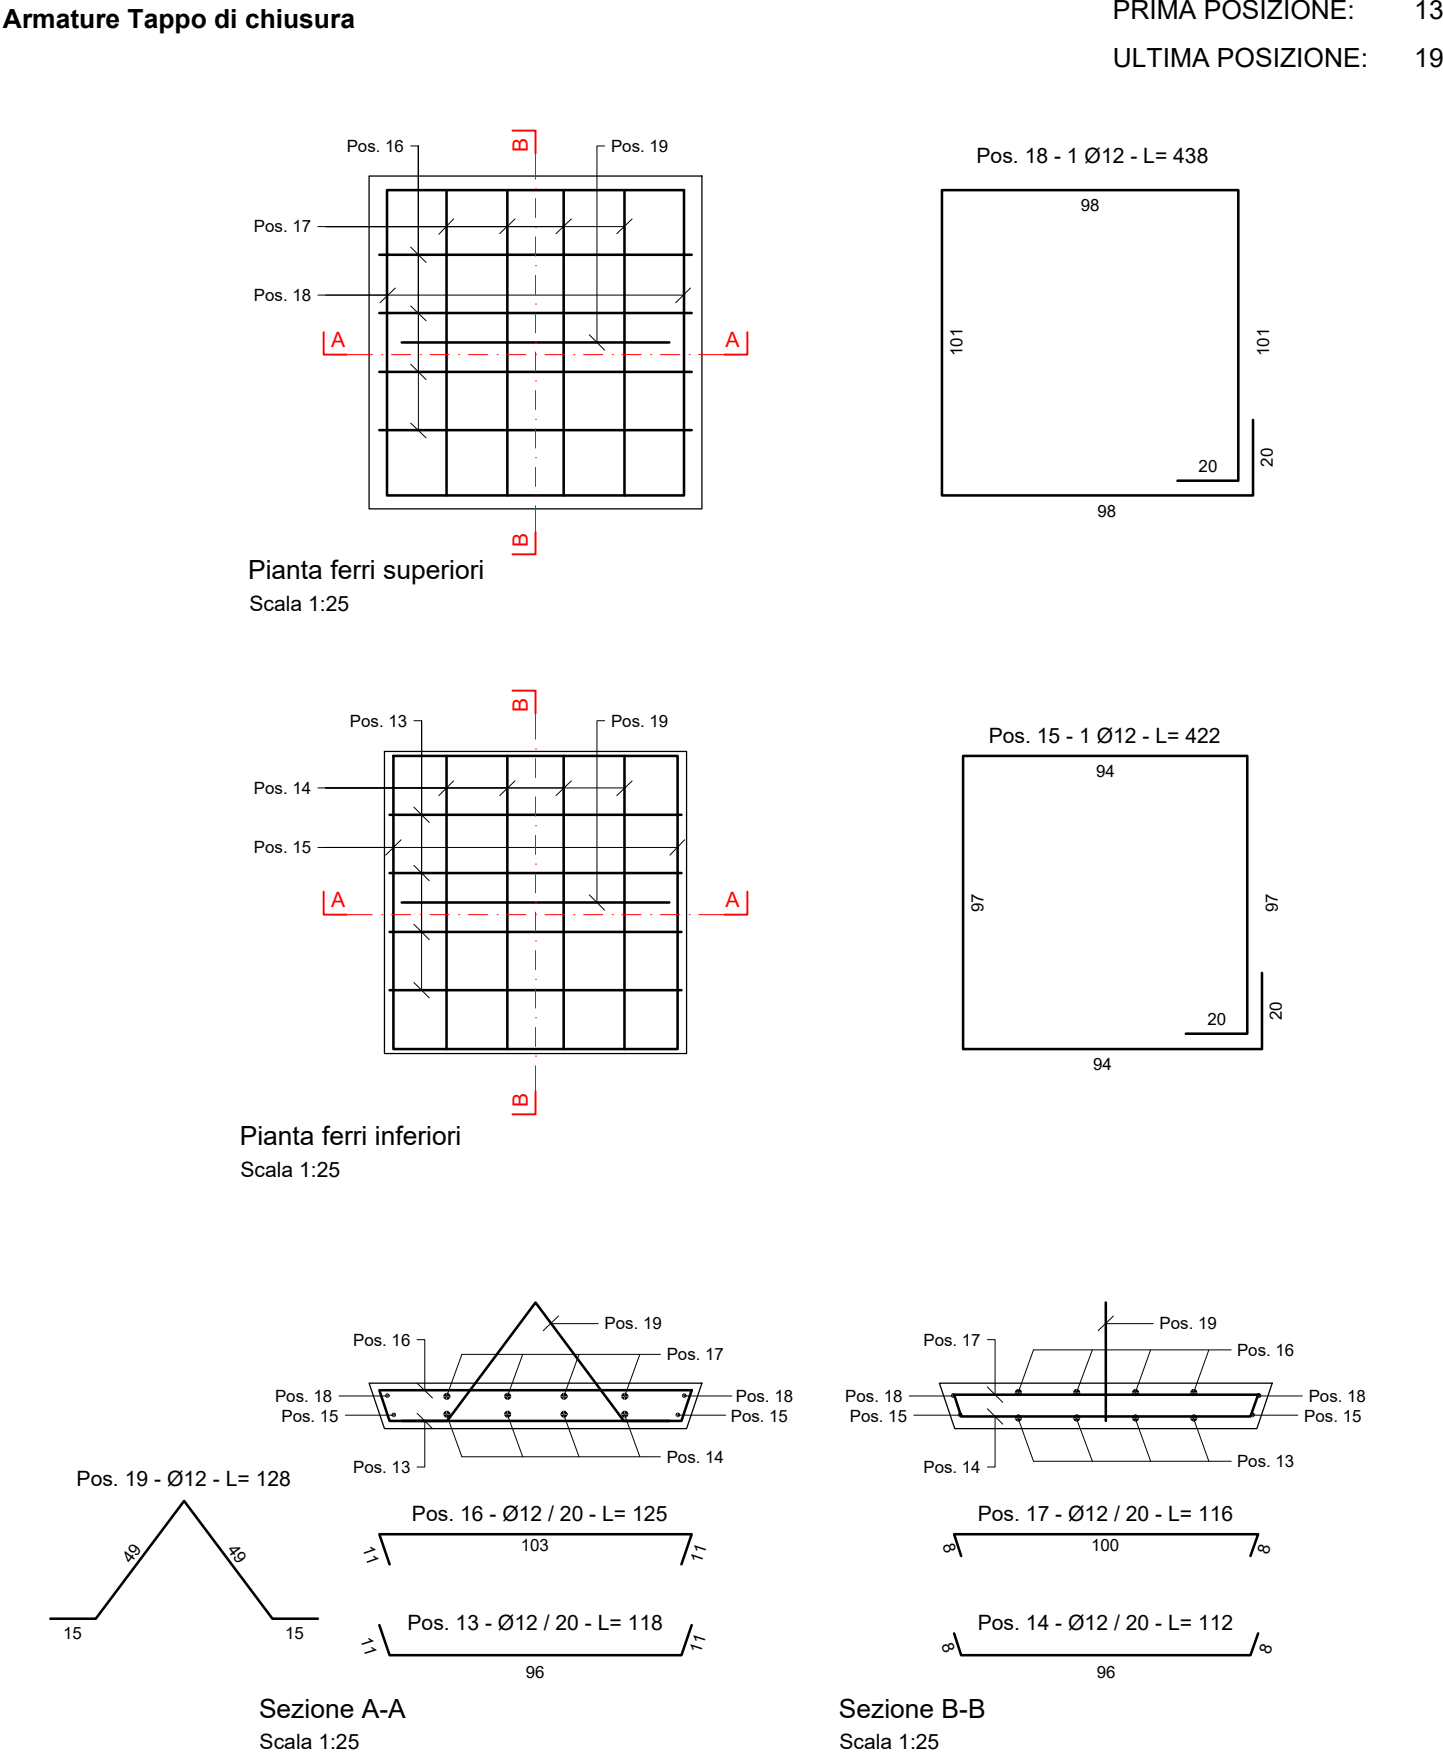 Armature Tappo di chiusura
PRIMA POSIZIONE: 13
ULTIMA POSIZIONE: 19
B
Pos. 16
Pos. 19
Pos. 17
Pos. 18
A
A
B
Pianta ferri superiori
Scala 1:25
Pos. 18 - 1 Ø12 - L= 438
98
101
101
20
20
98
B
Pos. 13
Pos. 19
Pos. 14
Pos. 15
A
A
B
Pianta ferri inferiori
Scala 1:25
Pos. 15 - 1 Ø12 - L= 422
94
97
97
20
20
94
Pos. 19
Pos. 16
Pos. 17
Pos. 18
Pos. 18
Pos. 15
Pos. 15
Pos. 13
Pos. 14
Pos. 19
Pos. 17
Pos. 16
Pos. 18
Pos. 18
Pos. 15
Pos. 15
Pos. 14
Pos. 13
Pos. 19 - Ø12 - L= 128
49
49
15
15
Pos. 16 - Ø12 / 20 - L= 125
103
11
11
Pos. 13 - Ø12 / 20 - L= 118
11
11
96
Pos. 17 - Ø12 / 20 - L= 116
100
8
8
Pos. 14 - Ø12 / 20 - L= 112
8
8
96
Sezione A-A
Scala 1:25
Sezione B-B
Scala 1:25